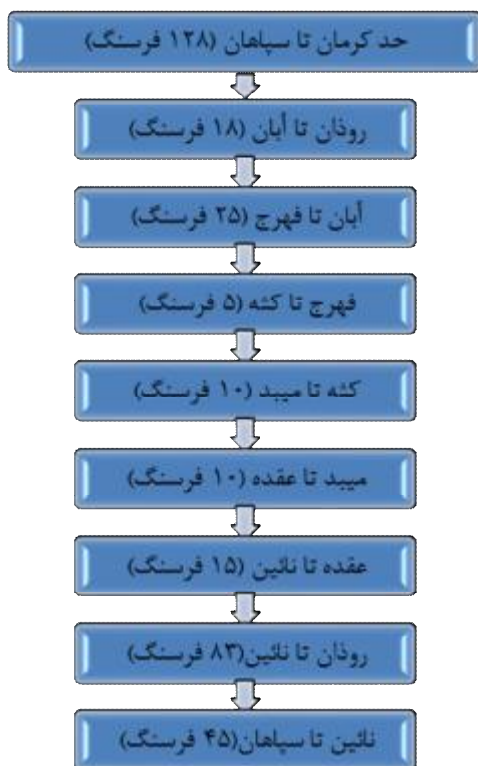 حد کرمان تا سپاهان (۱۲۸ فرسنگ)
روذان تا أبان (۱۸ فرسنگ)
أبان تا فهرج (۲۵ فرسنگ)
فهرج تا کثه (۵ فرسنگ)
کثه تا میبد (۱۰ فرسنگ)
میبد تا عقده (۱۰ فرسنگ)
عقده تا نائین (۱۵ فرسنگ)
روذان تا نائین(۸۳ فرسنگ)
نائین تا سپاهان(۴۵ فرسنگ)